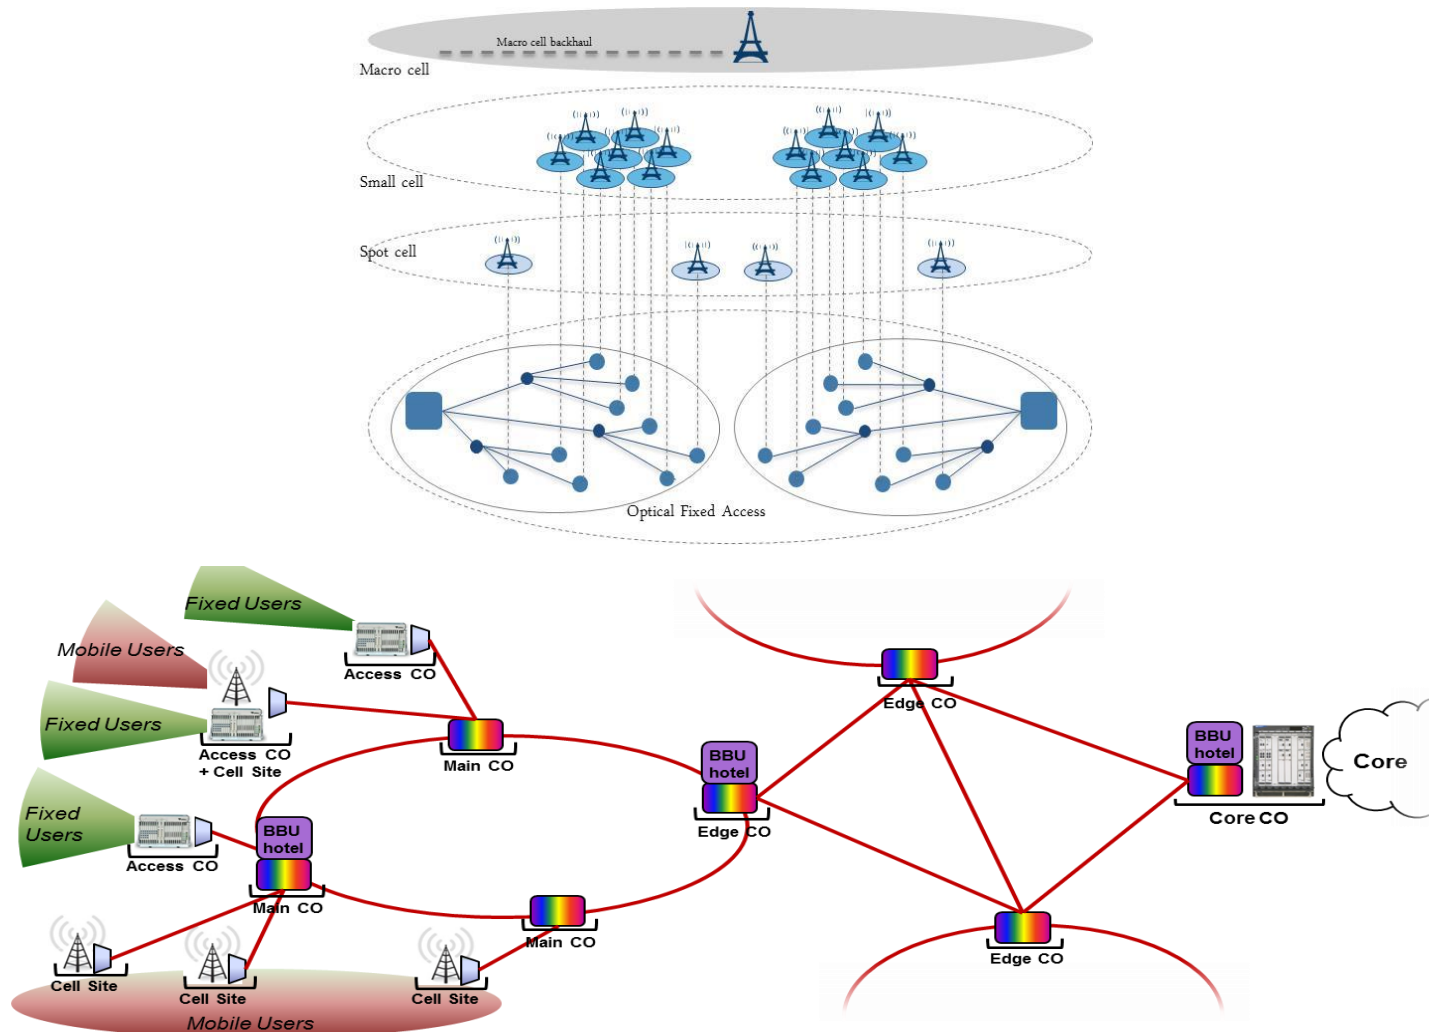 Macro cell backhaul
Macro cell
Small cell
Spot cell
Optical Fixed Access
Fixed Users
Mobile Users
Access CO
Fixed Users
Edge CO
Access CO
+ Cell Site
Main CO
BBU
hotel
BBU
hotel
Core
Core CO
Fixed
Users
BBU
hotel
Edge CO
Access CO
Main CO
Main CO
Edge CO
Cell Site
Cell Site
Cell Site
Mobile Users